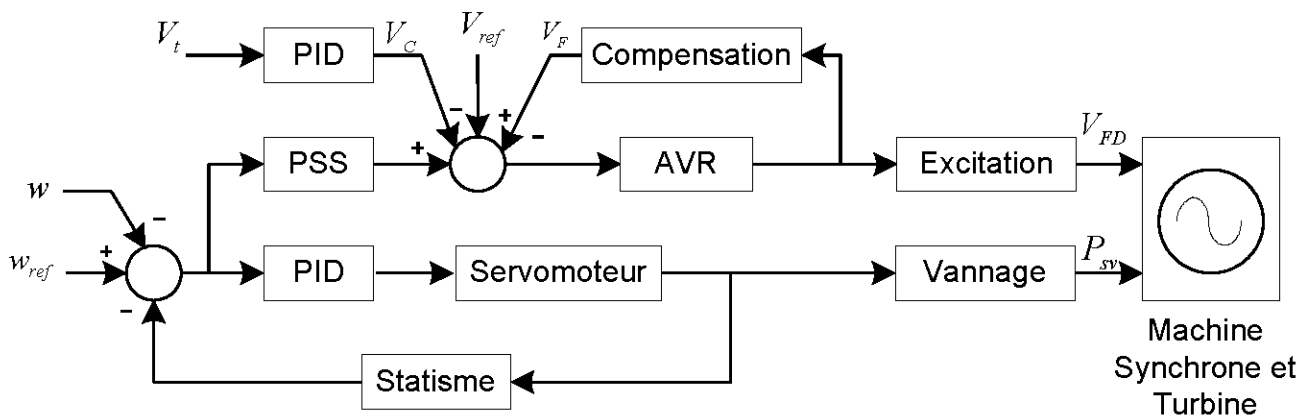 V_t
PID
V_C
V_ref
V_F
Compensation
−
+
−
+
PSS
AVR
Excitation
V_FD
w
−
+
w_ref
−
PID
Servomoteur
Vannage
P_sv
Statisme
Machine
Synchrone et
Turbine